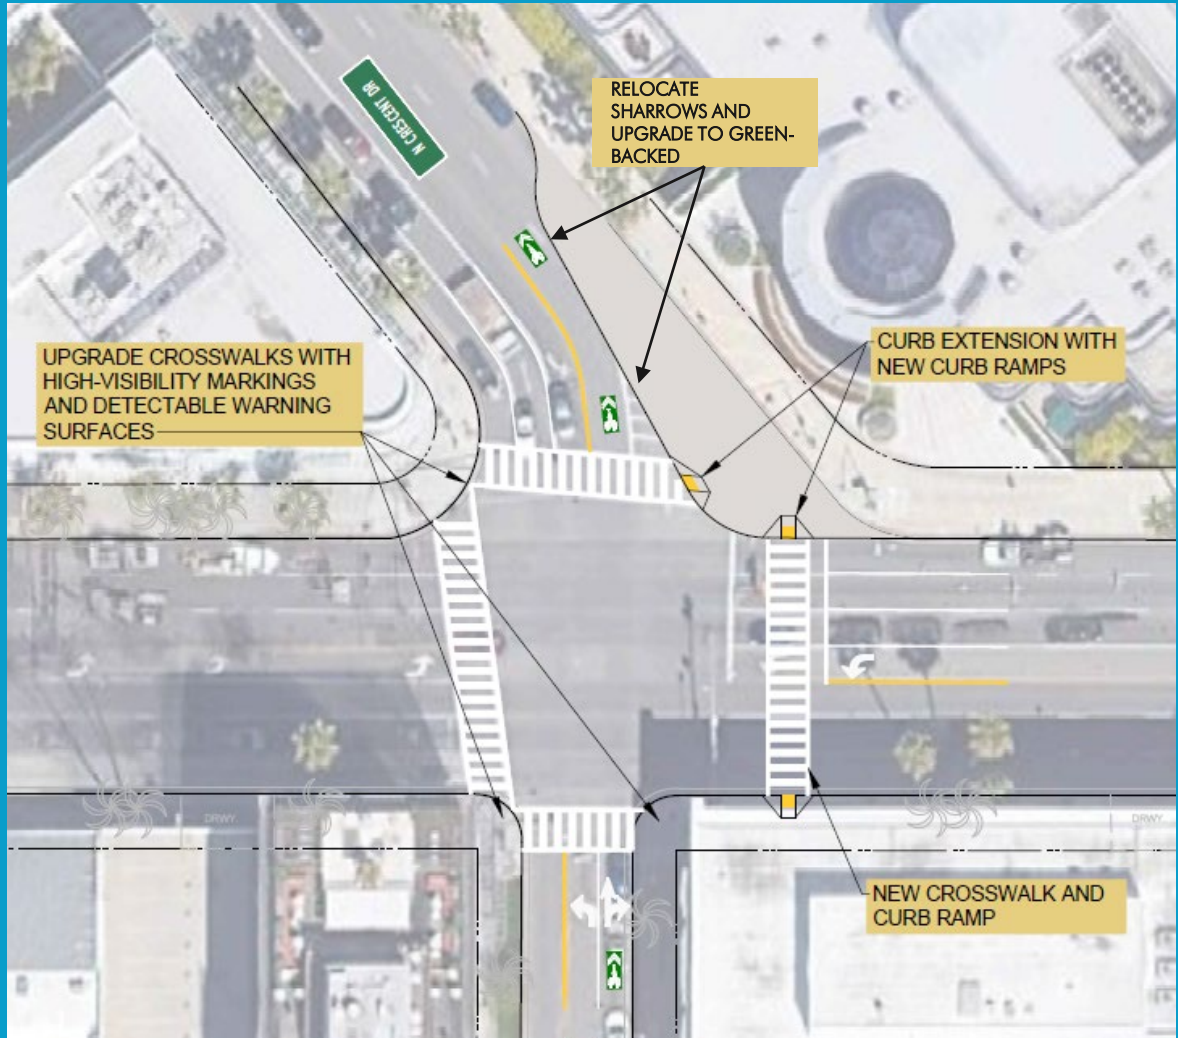 N CRESCENT DR
RELOCATE
SHARROWS AND
UPGRADE TO GREEN-
BACKED
UPGRADE CROSSWALKS WITH
HIGH-VISIBILITY MARKINGS
AND DETECTABLE WARNING
SURFACES
CURB EXTENSION WITH
NEW CURB RAMPS
DRWY
DRWY
NEW CROSSWALK AND
CURB RAMP